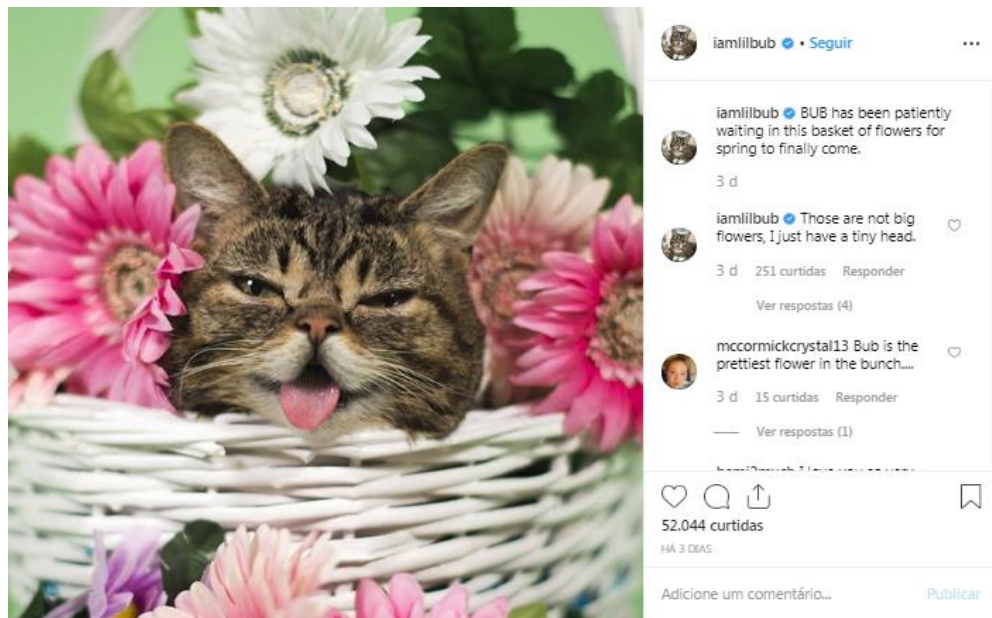 iamlilbub • Seguir
iamlilbub BUB has been patiently
waiting in this basket of flowers for
spring to finally come.
3 d
iamlilbub Those are not big
flowers, I just have a tiny head.
3 d 251 curtidas Responder
Ver respostas (4)
mccormickcrystal13 Bub is the
prettiest flower in the bunch....
3 d 15 curtidas Responder
Ver respostas (1)
52.044 curtidas
HÁ 3 DIAS
Adicione um comentário... Publicar